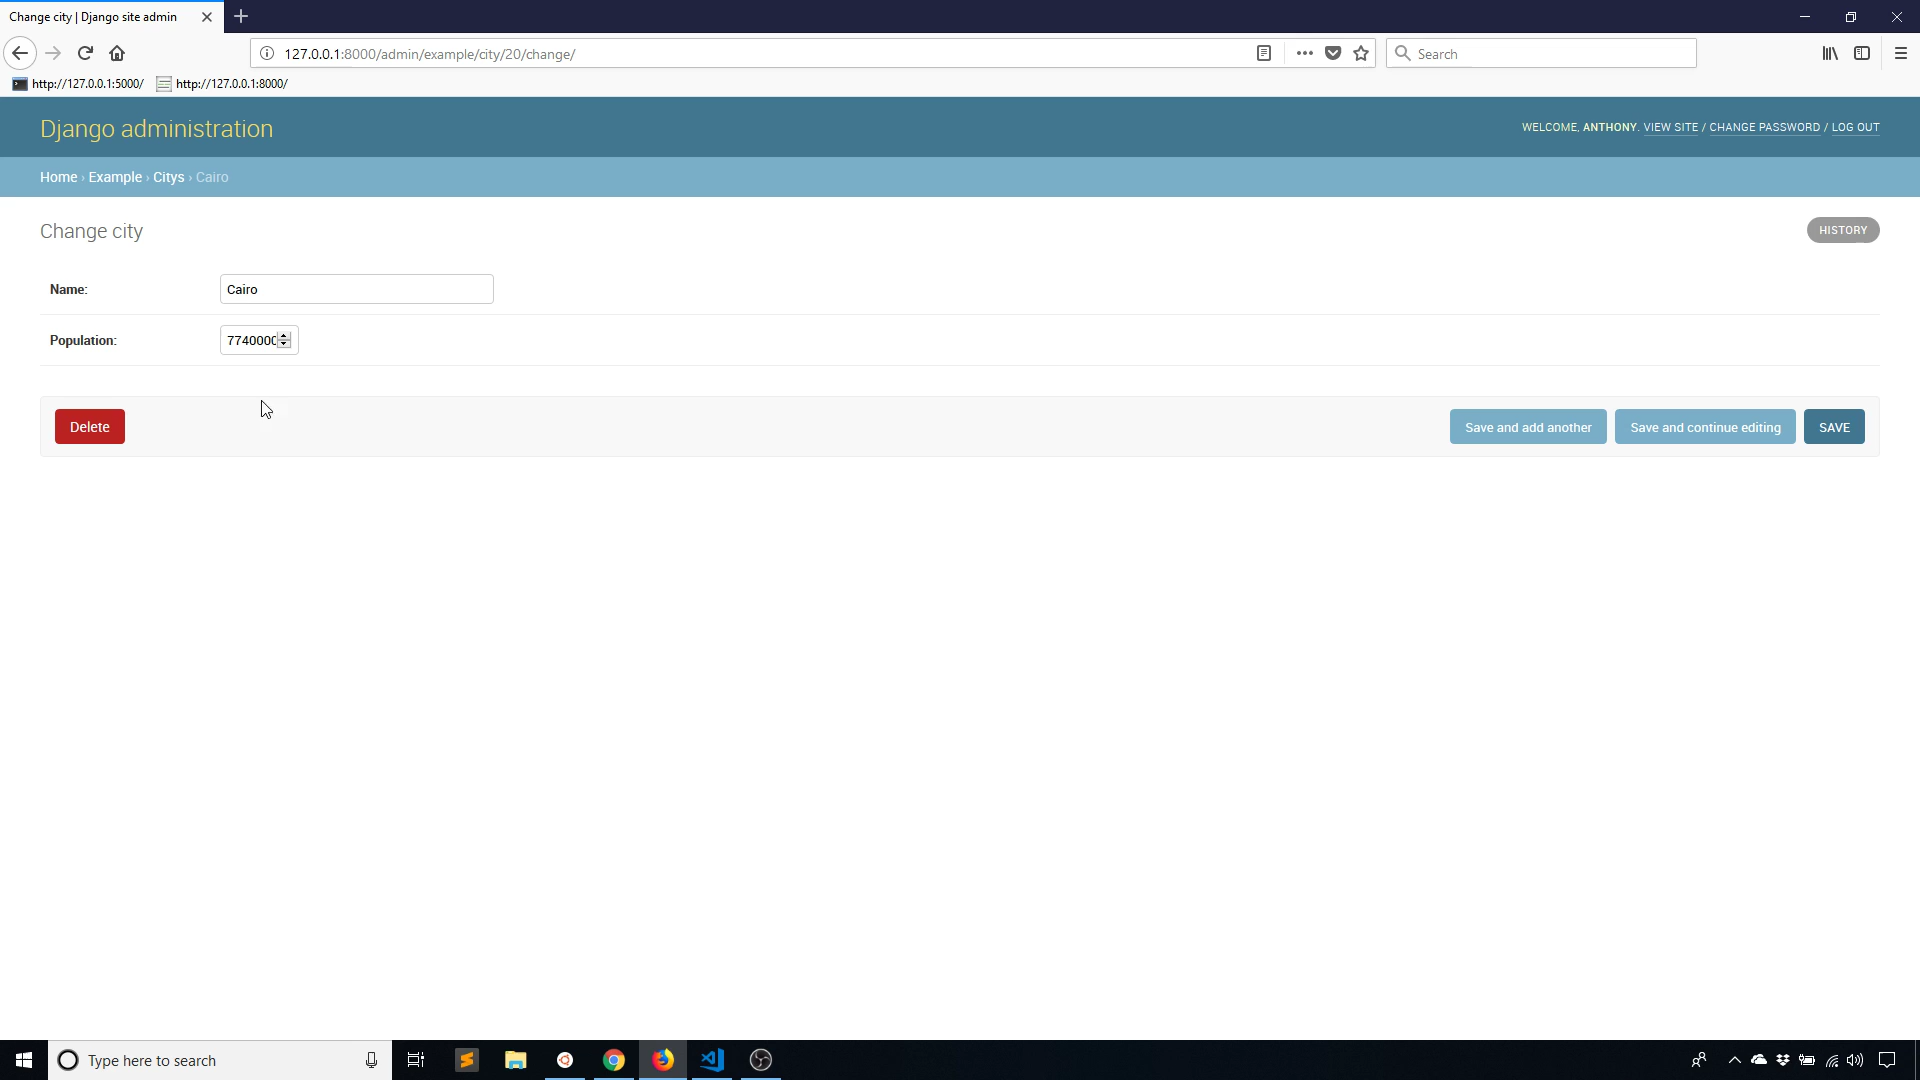 Change city | Django site admin
127.0.0.1:8000/admin/example/city/20/change/
Search
http://127.0.0.1:5000/ http://127.0.0.1:8000/
Django administration
WELCOME, ANTHONY. VIEW SITE / CHANGE PASSWORD / LOG OUT
Home › Example › Citys › Cairo
Change city
HISTORY
Name: Cairo
Population: 7740000
Delete
Save and add another Save and continue editing SAVE
Type here to search